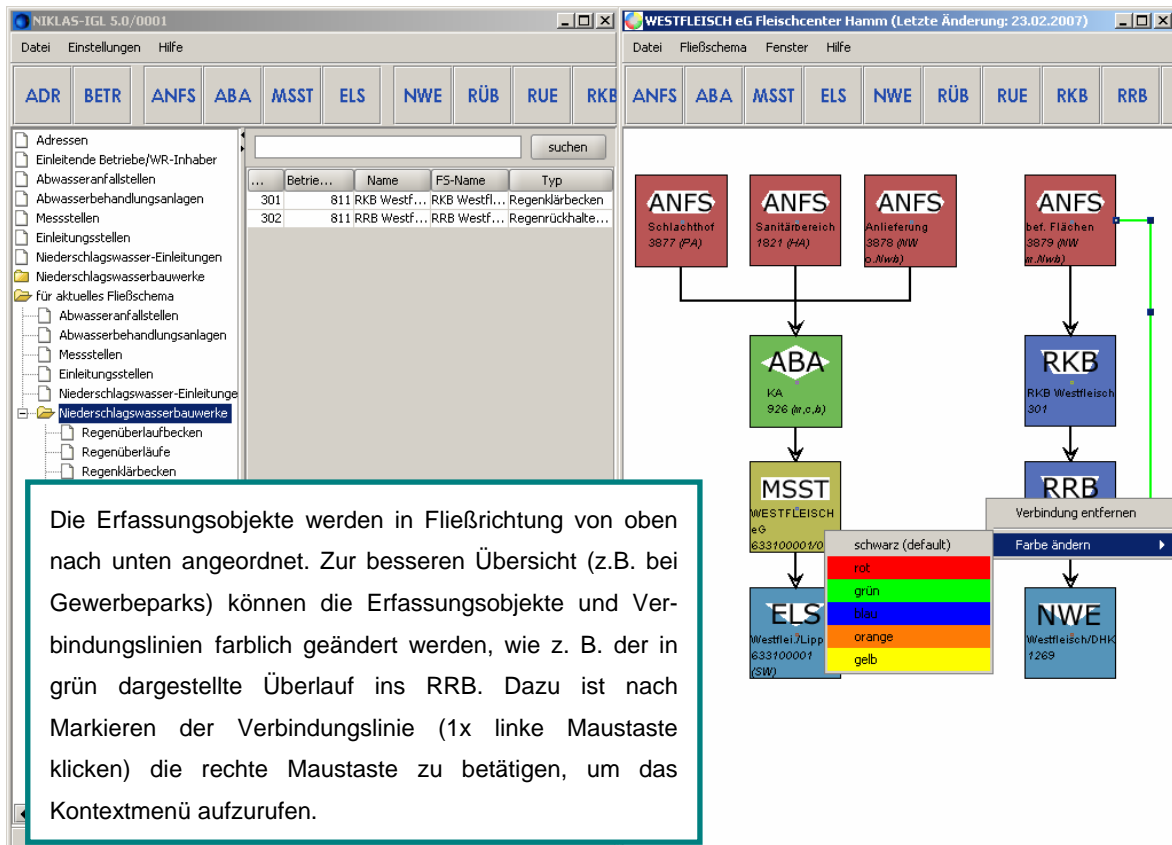 NIKLAS-IGL 5.0/0001
Datei Einstellungen Hilfe
ADR BETR ANFS ABA MSST ELS NWE RÜB RUE RKB
Adressen
Einleitende Betriebe/WR-Inhaber
Abwasseranfallstellen
Abwasserbehandlungsanlagen
Messstellen
Einleitungsstellen
Niederschlagswasser-Einleitungen
Niederschlagswasserbauwerke
für aktuelles Fließschema
Abwasseranfallstellen
Abwasserbehandlungsanlagen
Messstellen
Einleitungsstellen
Niederschlagswasser-Einleitunge
Niederschlagswasserbauwerke
Regenüberlaufbecken
Regenüberläufe
Regenklärbecken
suchen
... Betrie... Name FS-Name Typ
301 811 RKB Westf... RKB Westfl... Regenklärbecken
302 811 RRB Westf... RRB Westf... Regenrückhalte...
WESTFLEISCH eG Fleischcenter Hamm (Letzte Änderung: 23.02.2007)
Datei Fließschema Fenster Hilfe
ANFS ABA MSST ELS NWE RÜB RUE RKB RRB
ANFS
Schlachthof
3877 (PA)
ANFS
Sanitärbereich
1821 (HA)
ANFS
Anlieferung
3878 (NW
o.Nwb)
ANFS
bef. Flächen
3879 (NW
m.Nwb)
ABA
KA
926 (m,c,b)
RKB
RKB Westfleisch
301
MSST
WESTFLEISCH
eG
633100001/0
RRB
Verbindung entfernen
Farbe ändern
schwarz (default)
rot
grün
blau
orange
gelb
ELS
Westflei./Lipp
633100001
(SW)
NWE
Westfleisch/DHK
1269
Die Erfassungsobjekte werden in Fließrichtung von oben
nach unten angeordnet. Zur besseren Übersicht (z.B. bei
Gewerbeparks) können die Erfassungsobjekte und Ver-
bindungslinien farblich geändert werden, wie z. B. der in
grün dargestellte Überlauf ins RRB. Dazu ist nach
Markieren der Verbindungslinie (1x linke Maustaste
klicken) die rechte Maustaste zu betätigen, um das
Kontextmenü aufzurufen.